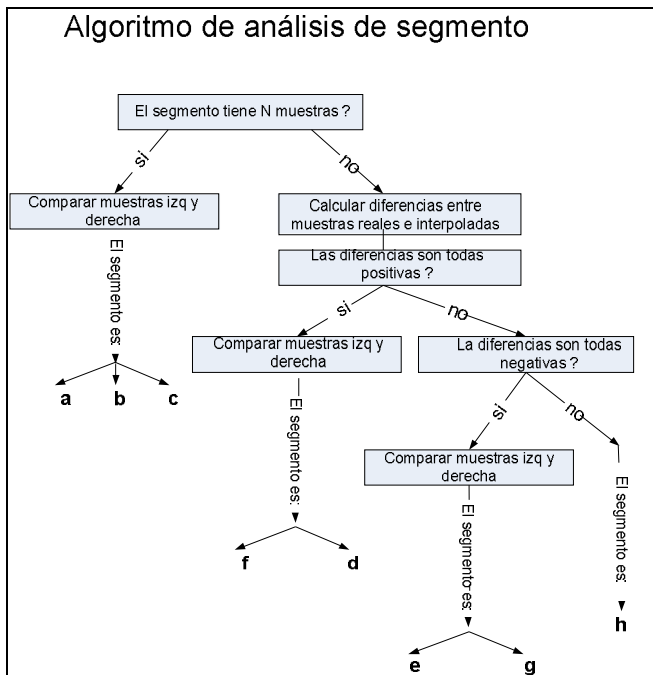 Algoritmo de análisis de segmento
El segmento tiene N muestras ?
si
no
Comparar muestras izq y
derecha
El segmento es:
a
b
c
Calcular diferencias entre
muestras reales e interpoladas
Las diferencias son todas
positivas ?
si
no
Comparar muestras izq y
derecha
El segmento es:
f
d
La diferencias son todas
negativas ?
si
no
Comparar muestras izq y
derecha
El segmento es:
e
g
El segmento es:
h